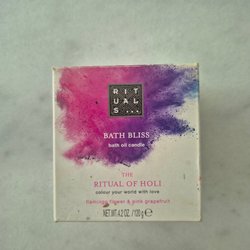 RIT
UAL
S...
BATH BLISS
bath oil candle
THE
RITUAL OF HOLI
colour your world with love
flamingo flower & pink grapefruit
NET WT. 4.2 OZ. / 120 g ℮